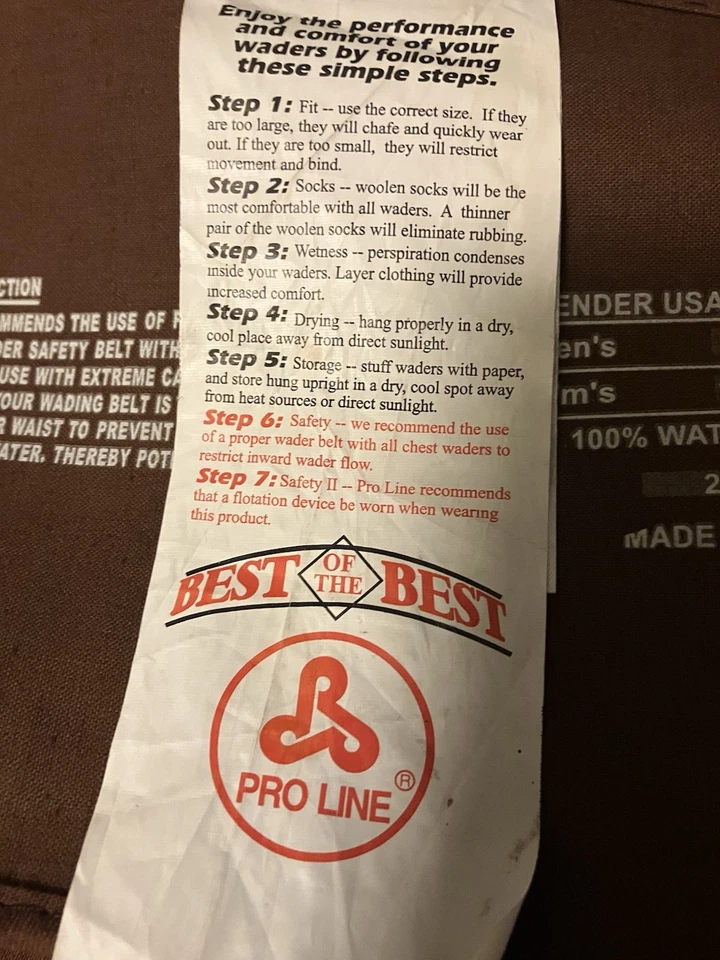 Enjoy the performance
and comfort of your
waders by following
these simple steps.
Step 1: Fit -- use the correct size. If they
are too large, they will chafe and quickly wear
out. If they are too small, they will restrict
movement and bind.
Step 2: Socks -- woolen socks will be the
most comfortable with all waders. A thinner
pair of the woolen socks will eliminate rubbing.
Step 3: Wetness -- perspiration condenses
inside your waders. Layer clothing will provide
increased comfort.
Step 4: Drying -- hang properly in a dry,
cool place away from direct sunlight.
Step 5: Storage -- stuff waders with paper,
and store hung upright in a dry, cool spot away
from heat sources or direct sunlight.
Step 6: Safety -- we recommend the use
of a proper wader belt with all chest waders to
restrict inward wader flow.
Step 7: Safety II -- Pro Line recommends
that a flotation device be worn when wearing
this product.
BEST OF THE BEST
PRO LINE ®
CTION
MMENDS THE USE OF
ER SAFETY BELT WITH
USE WITH EXTREME CA
OUR WADING BELT IS
R WAIST TO PREVENT
ATER. THEREBY POT
ENDER USA
en's
m's
100% WAT
2
MADE